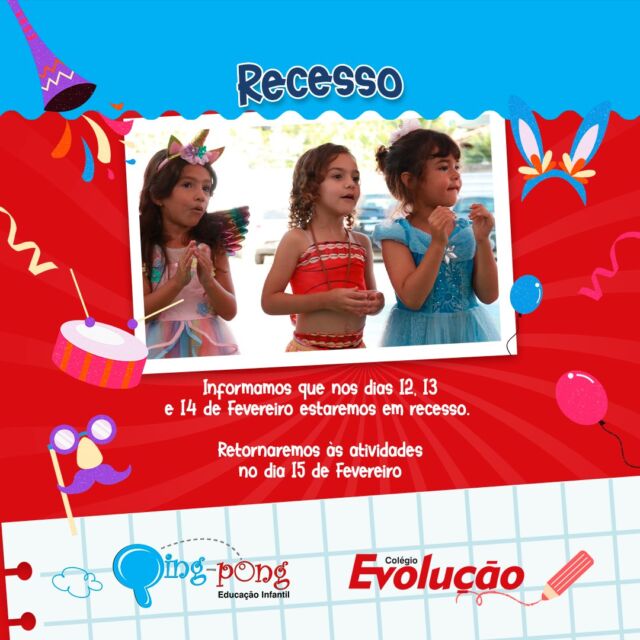 Recesso
Informamos que nos dias 12, 13
e 14 de Fevereiro estaremos em recesso.
Retornaremos às atividades
no dia 15 de Fevereiro
Ping-pong
Educação Infantil
Colégio
Evolução